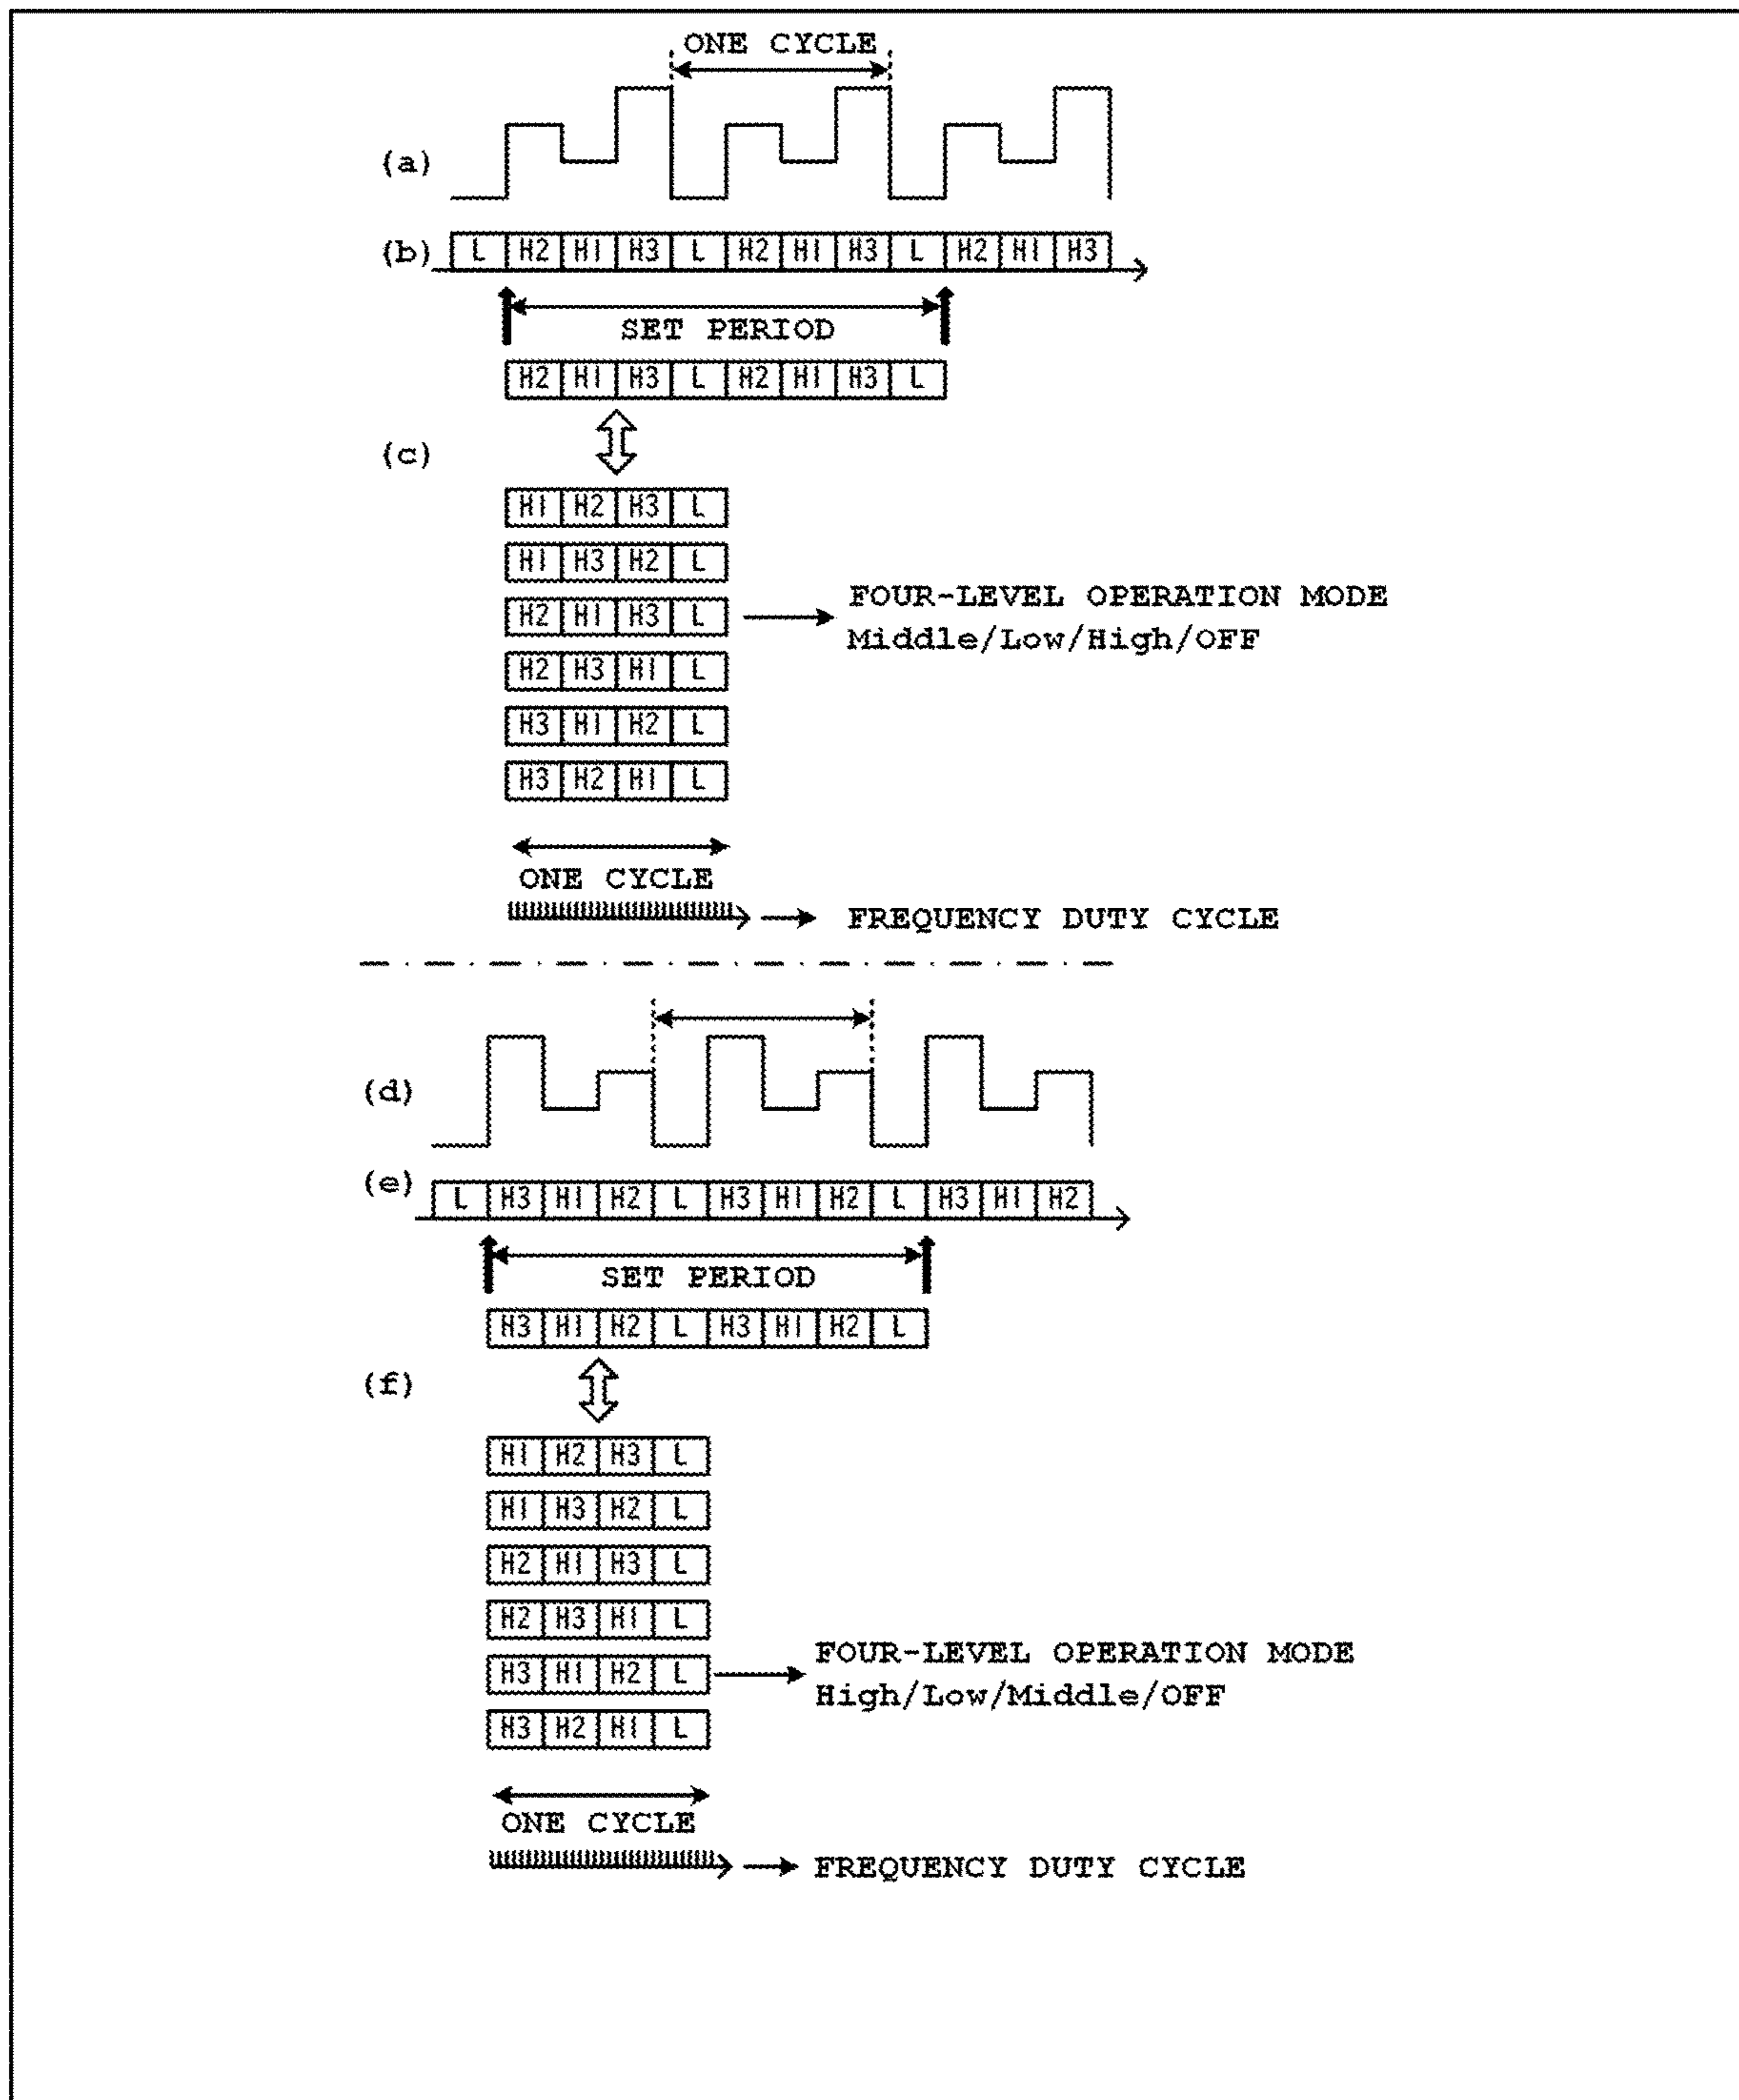 ONE CYCLE
(a)
(b) L H2 H1 H3 L H2 H1 H3 L H2 H1 H3
SET PERIOD
H2 H1 H3 L H2 H1 H3 L
(c)
H1 H2 H3 L
H1 H3 H2 L
H2 H1 H3 L
FOUR-LEVEL OPERATION MODE
Middle/Low/High/OFF
H2 H3 H1 L
H3 H1 H2 L
H3 H2 H1 L
ONE CYCLE
FREQUENCY DUTY CYCLE
(d)
(e) L H3 H1 H2 L H3 H1 H2 L H3 H1 H2
SET PERIOD
H3 H1 H2 L H3 H1 H2 L
(f)
H1 H2 H3 L
H1 H3 H2 L
H2 H1 H3 L
H2 H3 H1 L
H3 H1 H2 L
FOUR-LEVEL OPERATION MODE
High/Low/Middle/OFF
H3 H2 H1 L
ONE CYCLE
FREQUENCY DUTY CYCLE